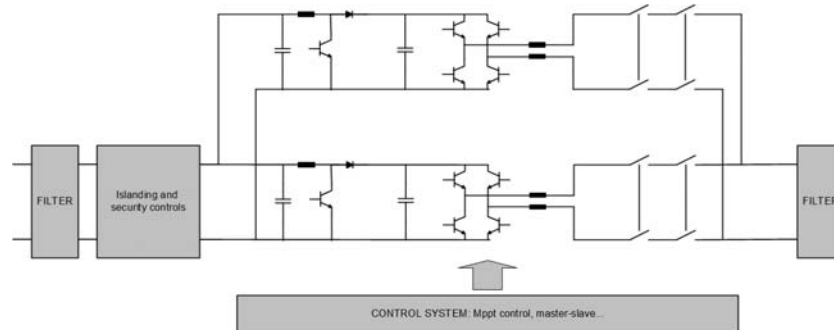 FILTER
Islanding and
security controls
FILTER
CONTROL SYSTEM: Mppt control, master-slave...